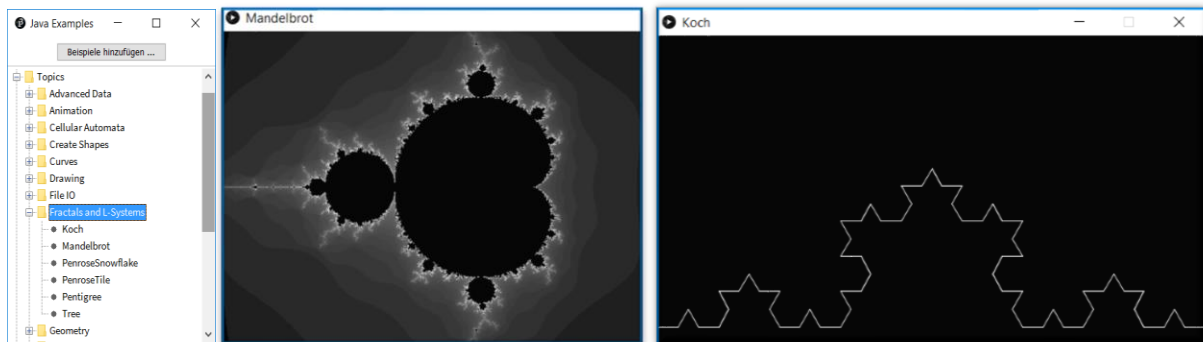 Java Examples
Beispiele hinzufügen ...
Topics
Advanced Data
Animation
Cellular Automata
Create Shapes
Curves
Drawing
File IO
Fractals and L-Systems
Koch
Mandelbrot
PenroseSnowflake
PenroseTile
Pentigree
Tree
Geometry
Mandelbrot
Koch